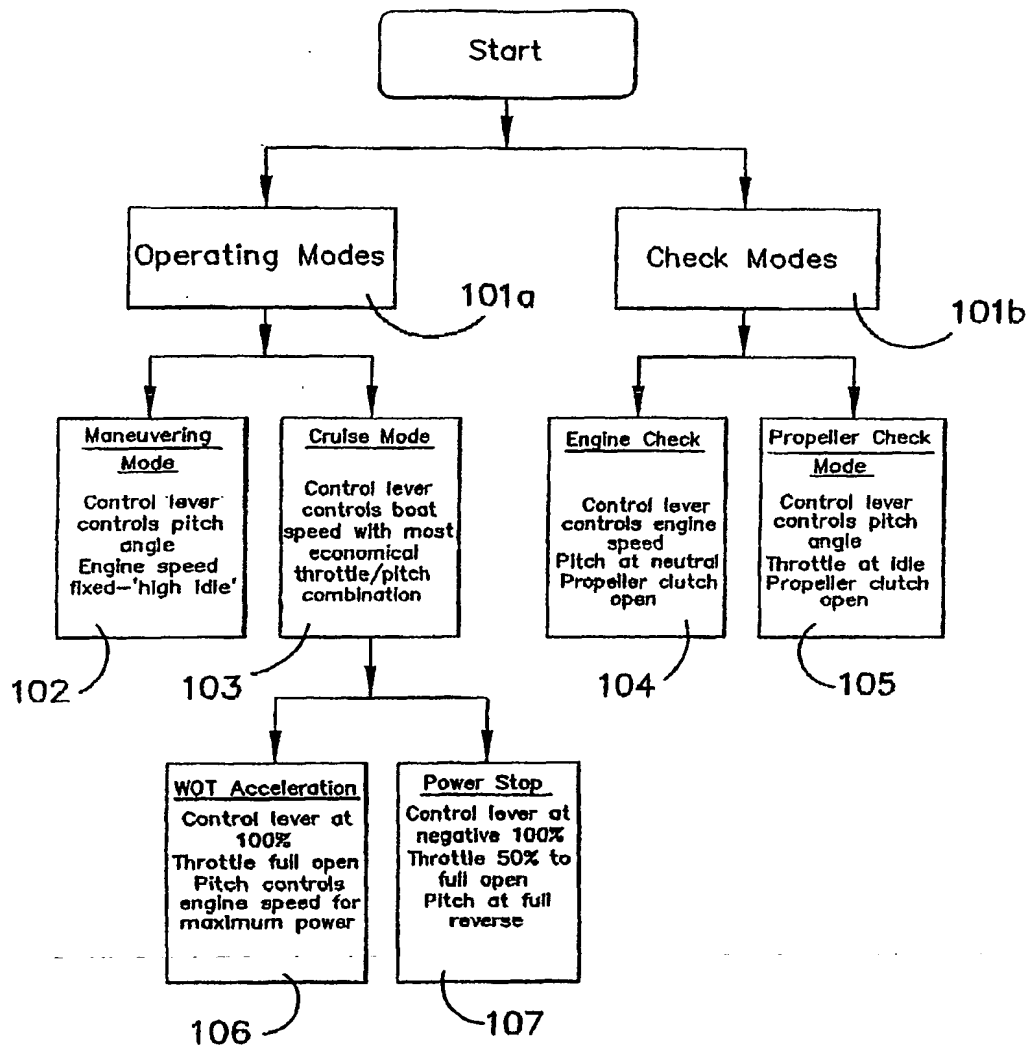 Start
Operating Modes
101a
Check Modes
101b
Maneuvering
Mode
Control lever
controls pitch
angle
Engine speed
fixed-'high idle'
102
Cruise Mode
Control lever
controls boat
speed with most
economical
throttle/pitch
combination
103
Engine Check
Control lever
controls engine
speed
Pitch at neutral
Propeller clutch
open
104
Propeller Check
Mode
Control lever
controls pitch
angle
Throttle at idle
Propeller clutch
open
105
WOT Acceleration
Control lever at
100%
Throttle full open
Pitch controls
engine speed for
maximum power
106
Power Stop
Control lever at
negative 100%
Throttle 50% to
full open
Pitch at full
reverse
107